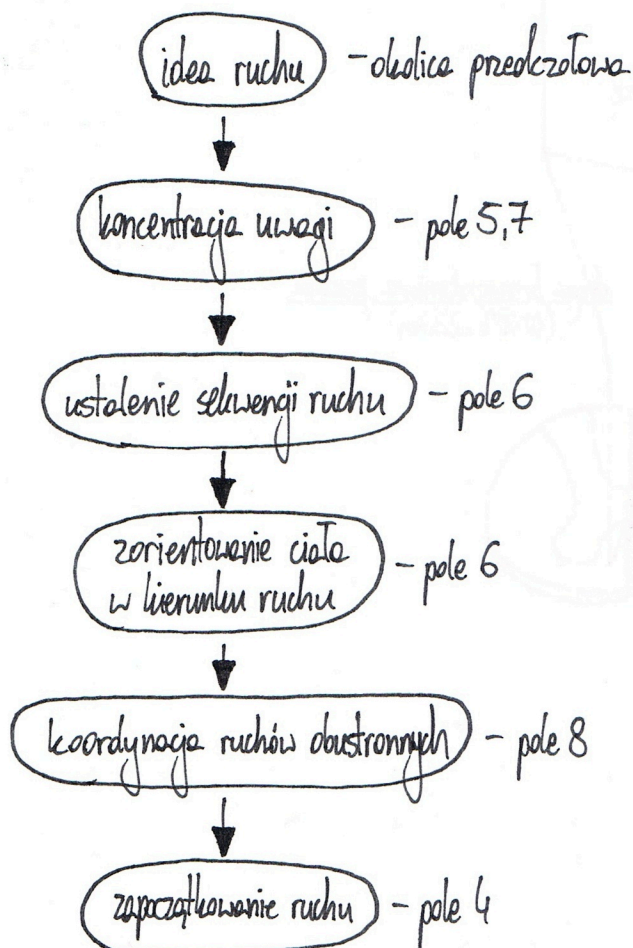 idea ruchu - okolica przedczołowa
koncentracja uwagi - pole 5,7
ustalenie sekwencji ruchu - pole 6
zorientowanie ciała
w kierunku ruchu - pole 6
koordynacja ruchów obustronnych - pole 8
zapoczątkowanie ruchu - pole 4